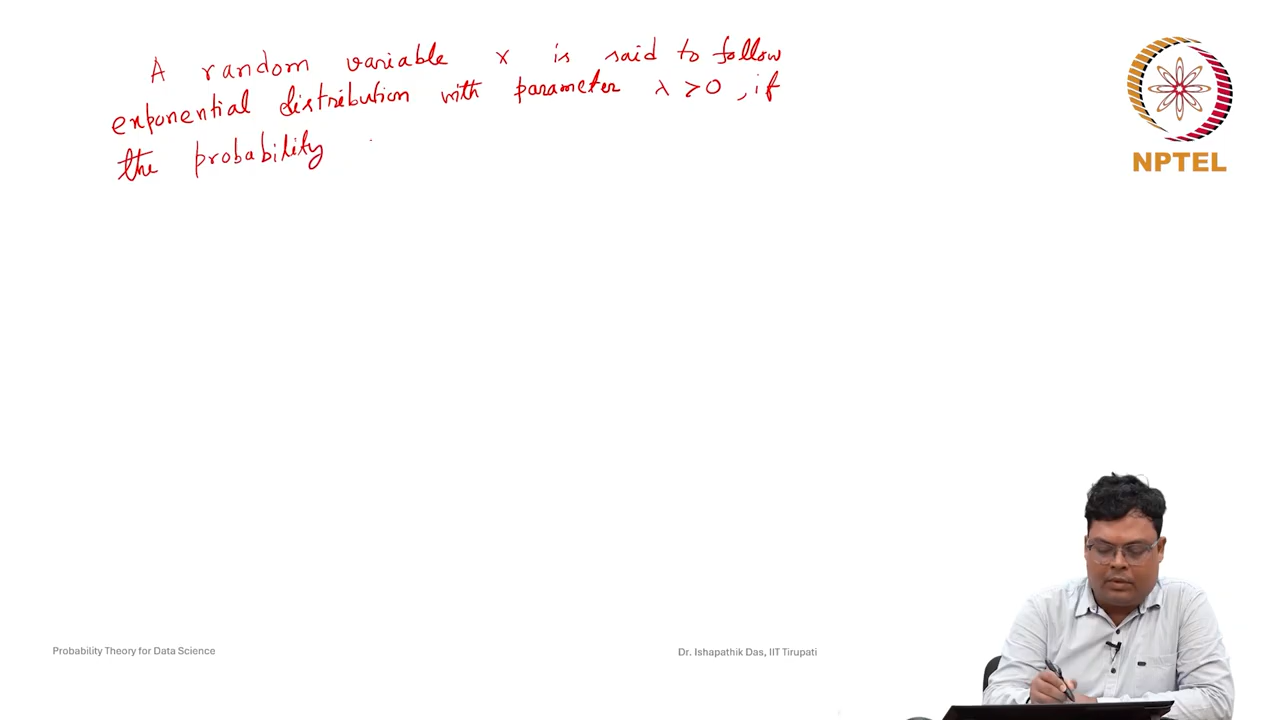 A random variable X is said to follow
exponential distribution with parameter λ > 0, if
the probability
NPTEL
Probability Theory for Data Science
Dr. Ishapathik Das, IIT Tirupati